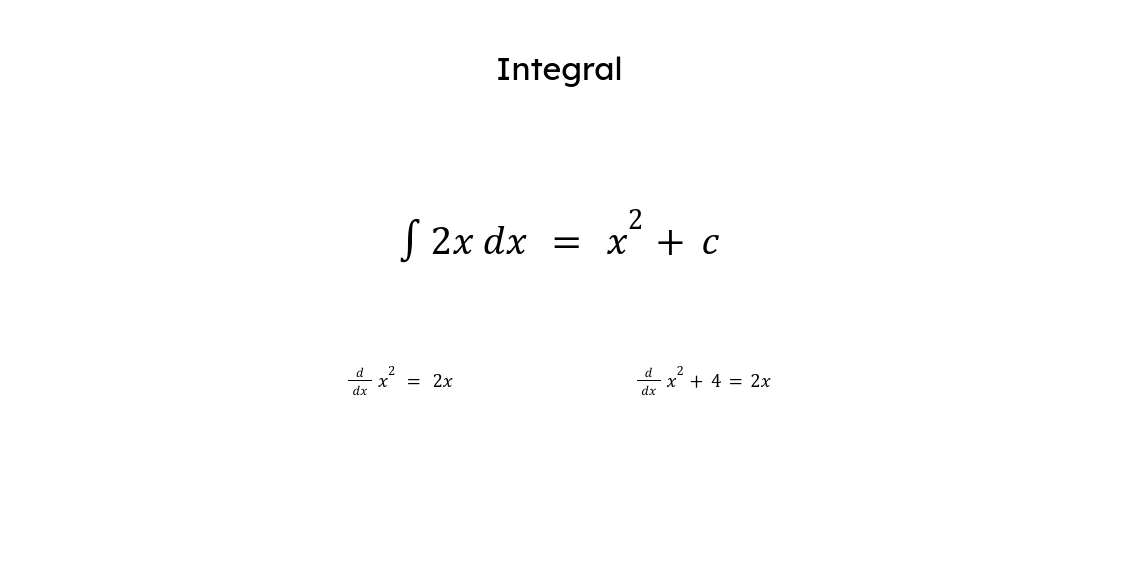 Integral
∫ 2x dx = x² + c
d/dx x² = 2x
d/dx x² + 4 = 2x